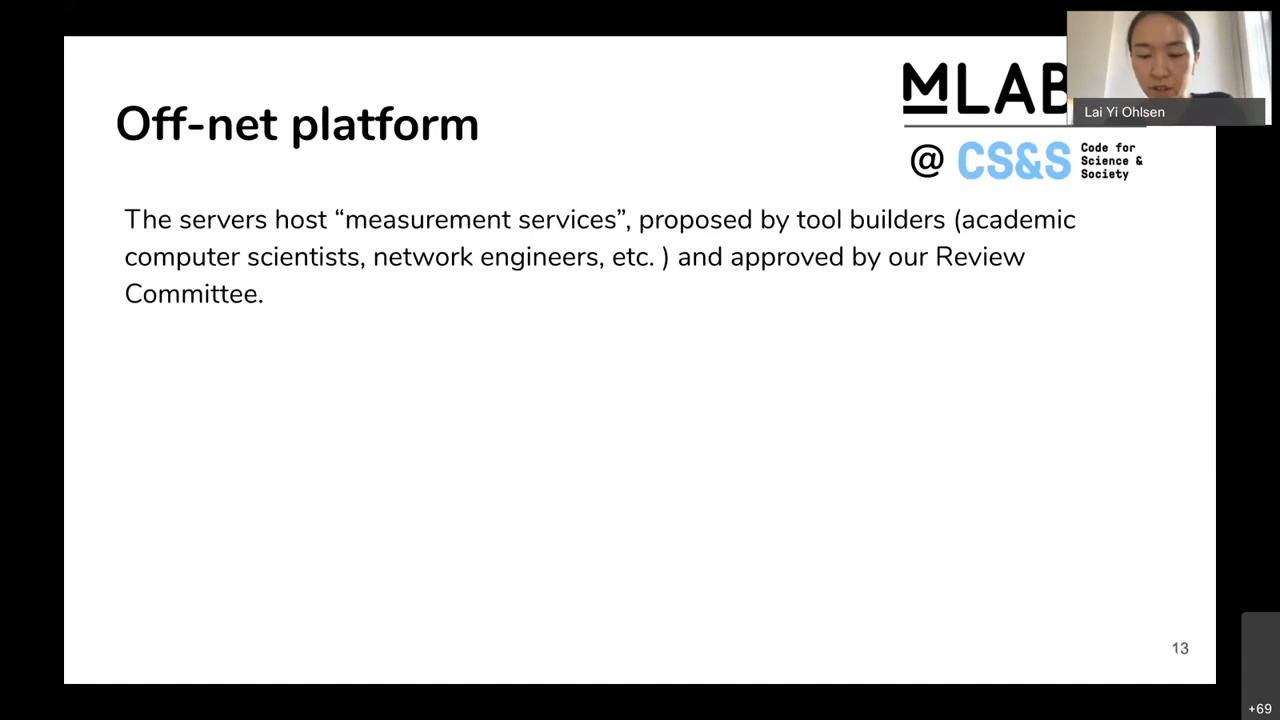 Off-net platform
MLAB
Lai Yi Ohlsen
@ CS&S Code for
Science &
Society
The servers host “measurement services”, proposed by tool builders (academic
computer scientists, network engineers, etc. ) and approved by our Review
Committee.
13
+69